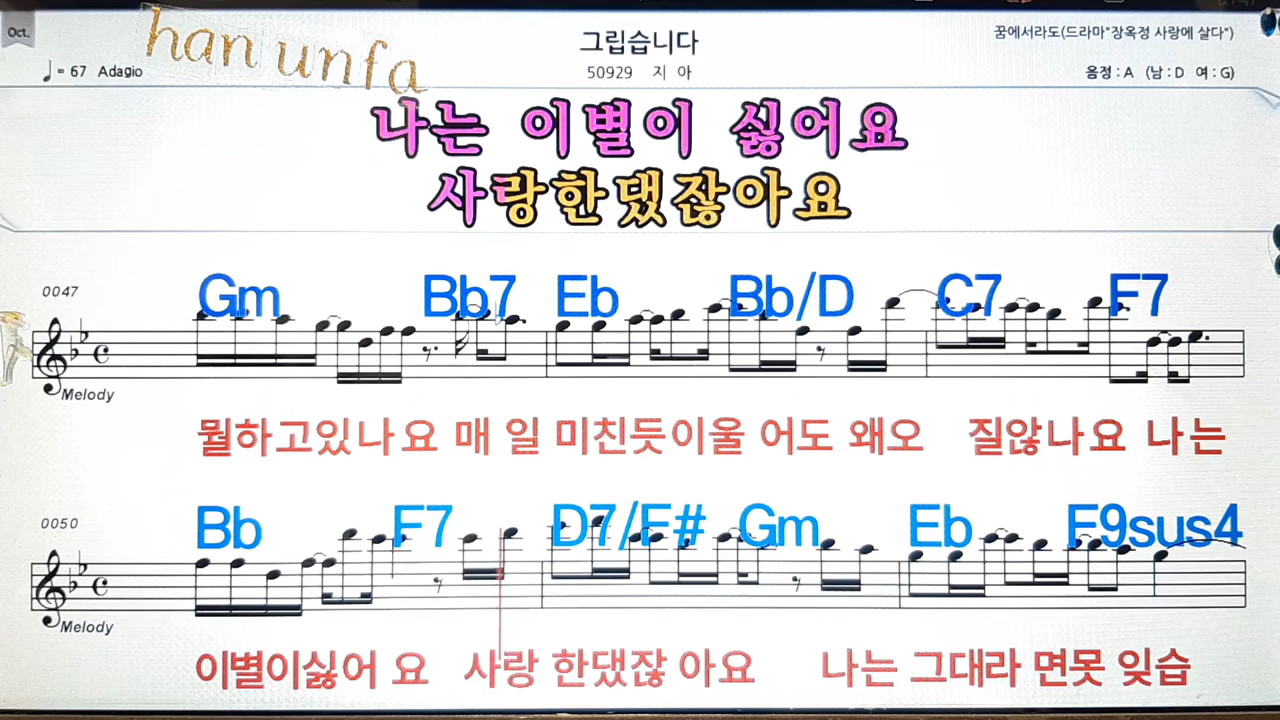 Oct.
han unfa
♩= 67 Adagio
그립습니다
50929 지 아
꿈에서라도(드라마"장옥정 사랑에 살다")
음정 : A (남 : D 여 : G)
나는 이별이 싫어요
사랑한댔잖아요
0047
Gm Bb7 Eb Bb/D C7 F7
Melody
뭘하고있나요 매 일 미친듯이울 어도 왜오 질않나요 나는
0050
Bb F7 D7/F# Gm Eb F9sus4
Melody
이별이싫어 요 사랑 한댔잖 아요 나는 그대라 면못 잊습